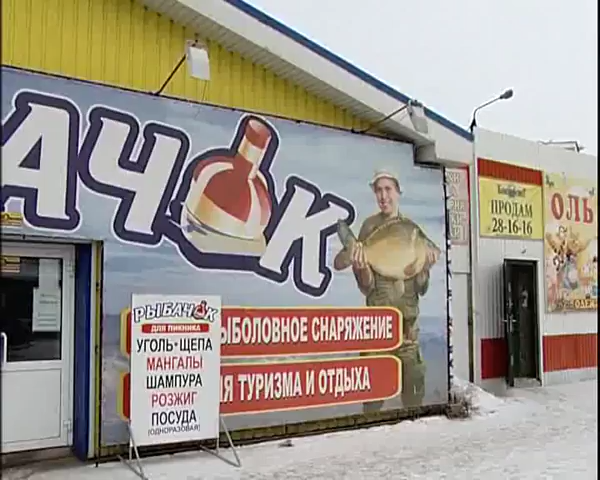 АЧОК
ЫБОЛОВНОЕ СНАРЯЖЕНИЕ
ИЯ ТУРИЗМА И ОТДЫХА
РЫБАЧОК
ДЛЯ ПИКНИКА
УГОЛЬ•ЩЕПА
МАНГАЛЫ
ШАМПУРА
РОЗЖИГ
ПОСУДА
(ОДНОРАЗОВАЯ)
ПРОДАМ
28-16-16
ОЛЬ